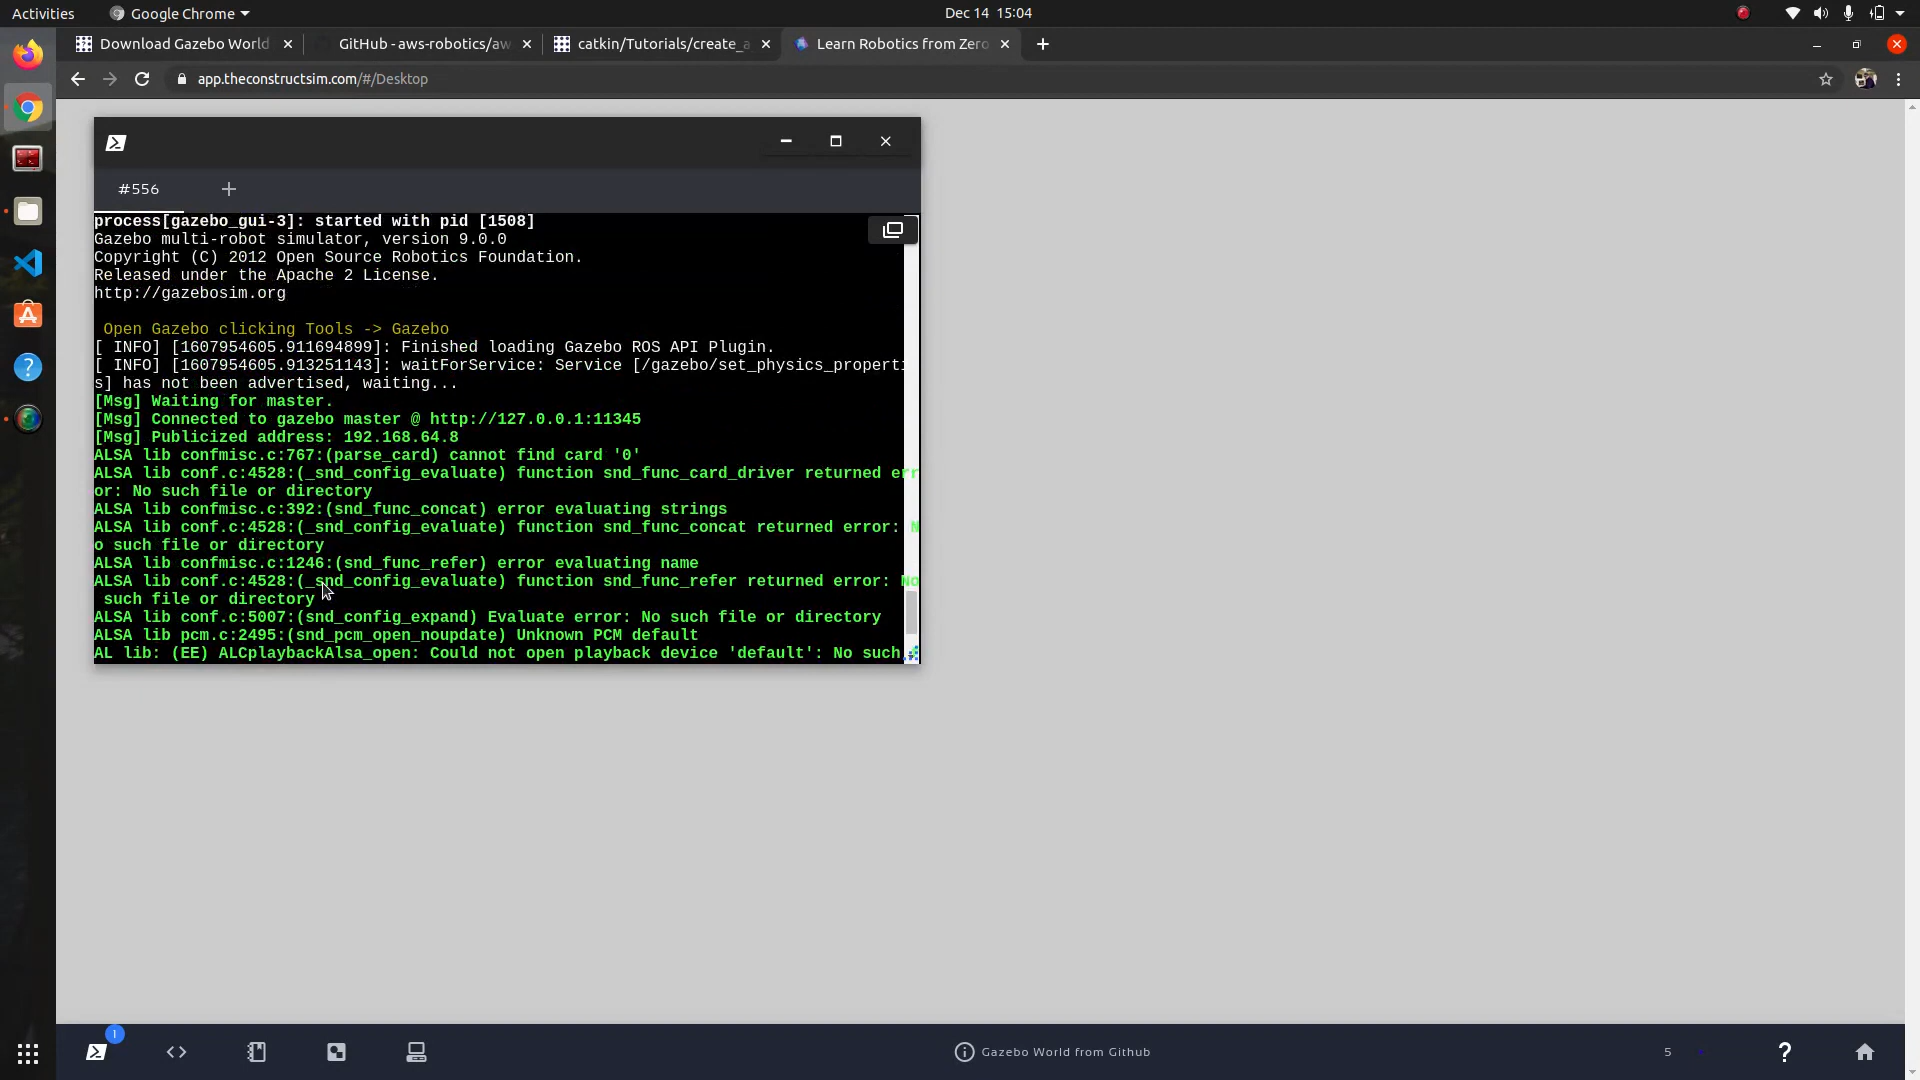 Activities
Google Chrome
Dec 14 15:04
Download Gazebo World
GitHub - aws-robotics/aw
catkin/Tutorials/create_a
Learn Robotics from Zero
app.theconstructsim.com/#/Desktop
#556
process[gazebo_gui-3]: started with pid [1508]
Gazebo multi-robot simulator, version 9.0.0
Copyright (C) 2012 Open Source Robotics Foundation.
Released under the Apache 2 License.
http://gazebosim.org
Open Gazebo clicking Tools -> Gazebo
[ INFO] [1607954605.911694899]: Finished loading Gazebo ROS API Plugin.
[ INFO] [1607954605.913251143]: waitForService: Service [/gazebo/set_physics_properti
s] has not been advertised, waiting...
[Msg] Waiting for master.
[Msg] Connected to gazebo master @ http://127.0.0.1:11345
[Msg] Publicized address: 192.168.64.8
ALSA lib confmisc.c:767:(parse_card) cannot find card '0'
ALSA lib conf.c:4528:(_snd_config_evaluate) function snd_func_card_driver returned err
or: No such file or directory
ALSA lib confmisc.c:392:(snd_func_concat) error evaluating strings
ALSA lib conf.c:4528:(_snd_config_evaluate) function snd_func_concat returned error: N
o such file or directory
ALSA lib confmisc.c:1246:(snd_func_refer) error evaluating name
ALSA lib conf.c:4528:(_snd_config_evaluate) function snd_func_refer returned error: No
such file or directory
ALSA lib conf.c:5007:(snd_config_expand) Evaluate error: No such file or directory
ALSA lib pcm.c:2495:(snd_pcm_open_noupdate) Unknown PCM default
AL lib: (EE) ALCplaybackAlsa_open: Could not open playback device 'default': No such
1
Gazebo World from Github
5
?